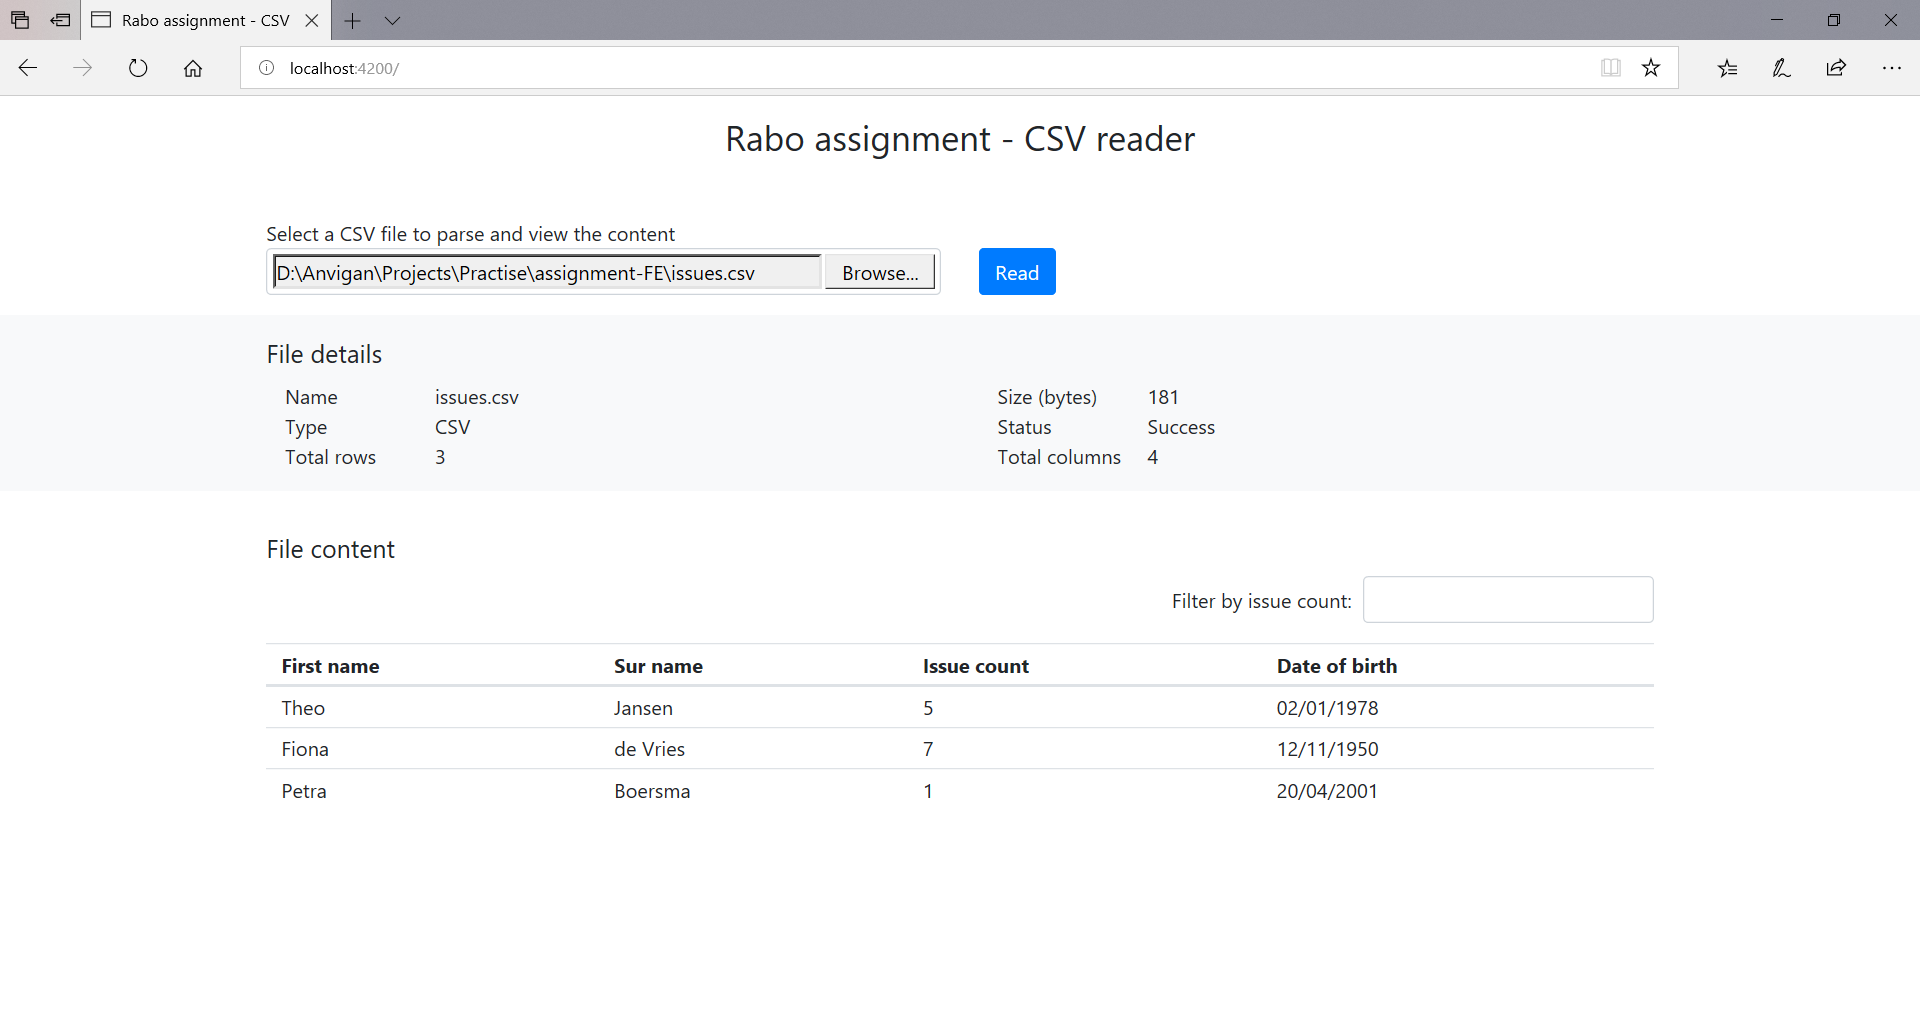 Rabo assignment - CSV
localhost:4200/
Rabo assignment - CSV reader
Select a CSV file to parse and view the content
D:\Anvigan\Projects\Practise\assignment-FE\issues.csv Browse... Read
File details
Name issues.csv Size (bytes) 181
Type CSV Status Success
Total rows 3 Total columns 4
File content
Filter by issue count:
First name Sur name Issue count Date of birth
Theo Jansen 5 02/01/1978
Fiona de Vries 7 12/11/1950
Petra Boersma 1 20/04/2001